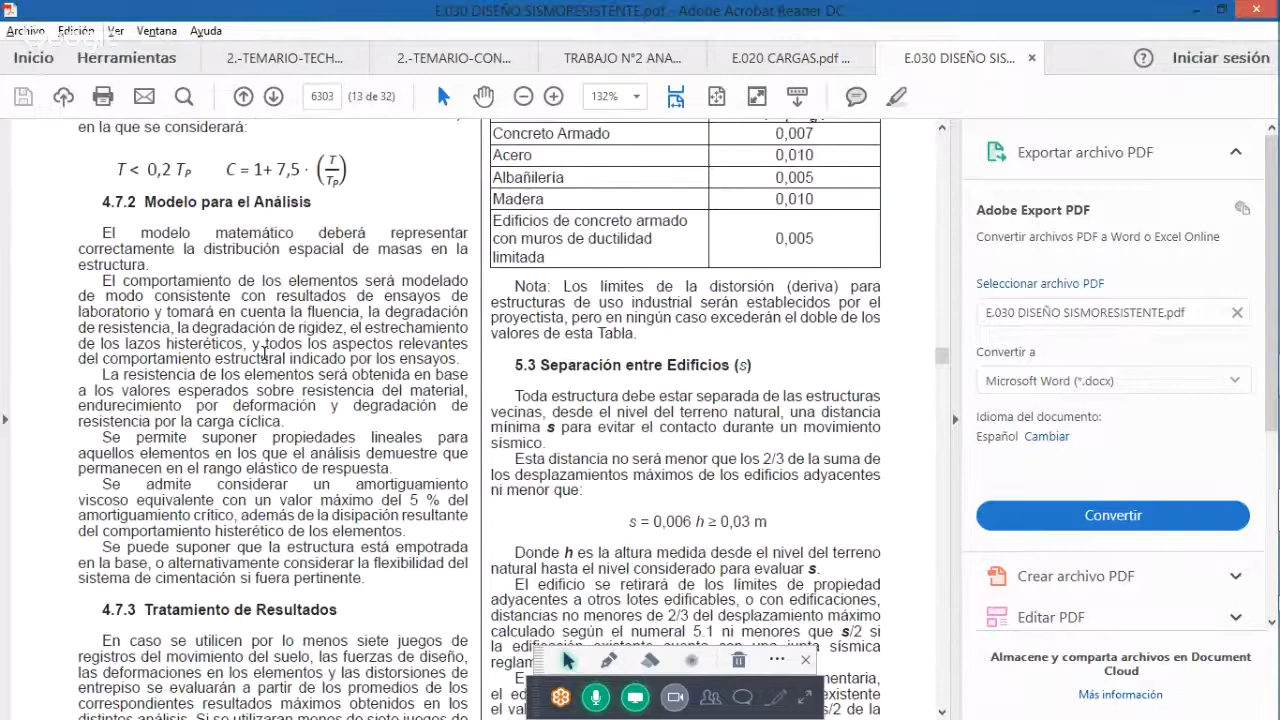 E.030 DISEÑO SISMORESISTENTE.pdf - Adobe Acrobat Reader DC
Archivo Edición Ver Ventana Ayuda
Inicio Herramientas 2.-TEMARIO-TECH... 2.-TEMARIO-CON... TRABAJO N°2 ANA... E.020 CARGAS.pdf ... E.030 DISEÑO SIS... Iniciar sesión
6303 (13 de 32) 132%
en la que se considerará:
T < 0,2 TP C = 1+ 7,5 · (T/TP)
4.7.2 Modelo para el Análisis
El modelo matemático deberá representar
correctamente la distribución espacial de masas en la
estructura.
El comportamiento de los elementos será modelado
de modo consistente con resultados de ensayos de
laboratorio y tomará en cuenta la fluencia, la degradación
de resistencia, la degradación de rigidez, el estrechamiento
de los lazos histeréticos, y todos los aspectos relevantes
del comportamiento estructural indicado por los ensayos.
La resistencia de los elementos será obtenida en base
a los valores esperados sobre resistencia del material,
endurecimiento por deformación y degradación de
resistencia por la carga cíclica.
Se permite suponer propiedades lineales para
aquellos elementos en los que el análisis demuestre que
permanecen en el rango elástico de respuesta.
Se admite considerar un amortiguamiento
viscoso equivalente con un valor máximo del 5 % del
amortiguamiento crítico, además de la disipación resultante
del comportamiento histerético de los elementos.
Se puede suponer que la estructura está empotrada
en la base, o alternativamente considerar la flexibilidad del
sistema de cimentación si fuera pertinente.
4.7.3 Tratamiento de Resultados
En caso se utilicen por lo menos siete juegos de
registros del movimiento del suelo, las fuerzas de diseño,
las deformaciones en los elementos y las distorsiones de
entrepiso se evaluarán a partir de los promedios de los
correspondientes resultados máximos obtenidos en los
distintos análisis. Si se utilizaran menos de siete juegos de
Concreto Armado 0,007
Acero 0,010
Albañilería 0,005
Madera 0,010
Edificios de concreto armado
con muros de ductilidad 0,005
limitada
Nota: Los límites de la distorsión (deriva) para
estructuras de uso industrial serán establecidos por el
proyectista, pero en ningún caso excederán el doble de los
valores de esta Tabla.
5.3 Separación entre Edificios (s)
Toda estructura debe estar separada de las estructuras
vecinas, desde el nivel del terreno natural, una distancia
mínima s para evitar el contacto durante un movimiento
sísmico.
Esta distancia no será menor que los 2/3 de la suma de
los desplazamientos máximos de los edificios adyacentes
ni menor que:
s = 0,006 h ≥ 0,03 m
Donde h es la altura medida desde el nivel del terreno
natural hasta el nivel considerado para evaluar s.
El edificio se retirará de los límites de propiedad
adyacentes a otros lotes edificables, o con edificaciones,
distancias no menores de 2/3 del desplazamiento máximo
calculado según el numeral 5.1 ni menores que s/2 si
la edificación existente cuenta con una junta sísmica
Exportar archivo PDF
Adobe Export PDF
Convertir archivos PDF a Word o Excel Online
Seleccionar archivo PDF
E.030 DISEÑO SISMORESISTENTE.pdf
Convertir a
Microsoft Word (*.docx)
Idioma del documento:
Español Cambiar
Convertir
Crear archivo PDF
Editar PDF
Almacene y comparta archivos en Document
Cloud
Más información